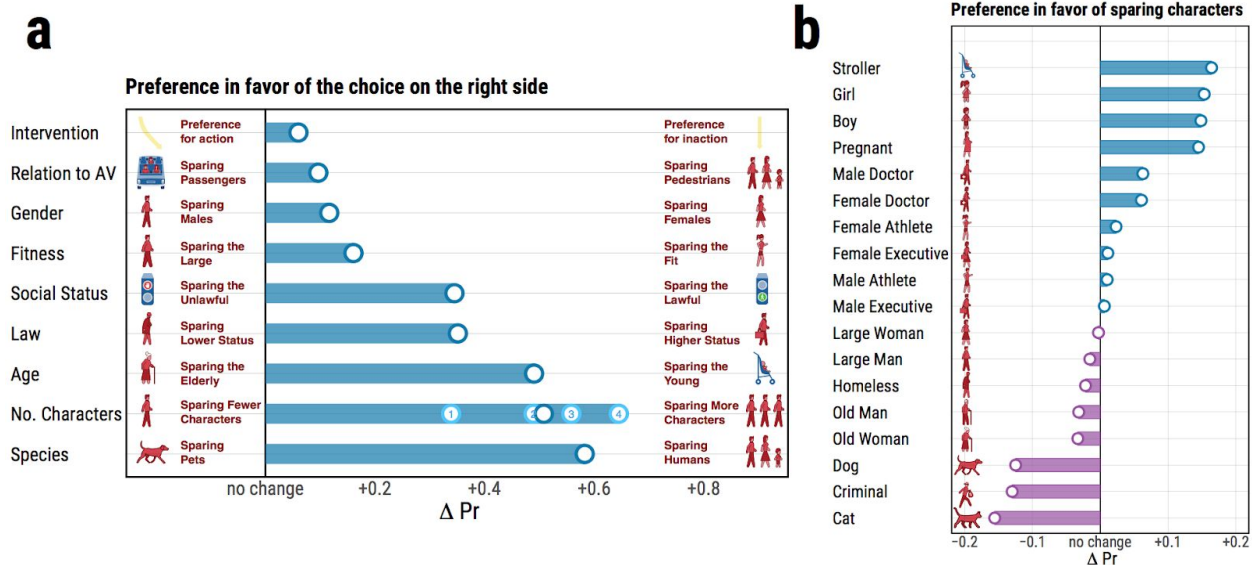 a
Preference in favor of the choice on the right side
Intervention
Preference
for action
Preference
for inaction
Relation to AV
Sparing
Passengers
Sparing
Pedestrians
Gender
Sparing
Males
Sparing
Females
Fitness
Sparing the
Large
Sparing the
Fit
Social Status
Sparing the
Unlawful
Sparing the
Lawful
Law
Sparing
Lower Status
Sparing
Higher Status
Age
Sparing the
Elderly
Sparing the
Young
No. Characters
Sparing Fewer
Characters
1 2 3 4
Sparing More
Characters
Species
Sparing
Pets
Sparing
Humans
no change +0.2 +0.4 +0.6 +0.8
Δ Pr
b
Preference in favor of sparing characters
Stroller
Girl
Boy
Pregnant
Male Doctor
Female Doctor
Female Athlete
Female Executive
Male Athlete
Male Executive
Large Woman
Large Man
Homeless
Old Man
Old Woman
Dog
Criminal
Cat
−0.2 −0.1 no change +0.1 +0.2
Δ Pr